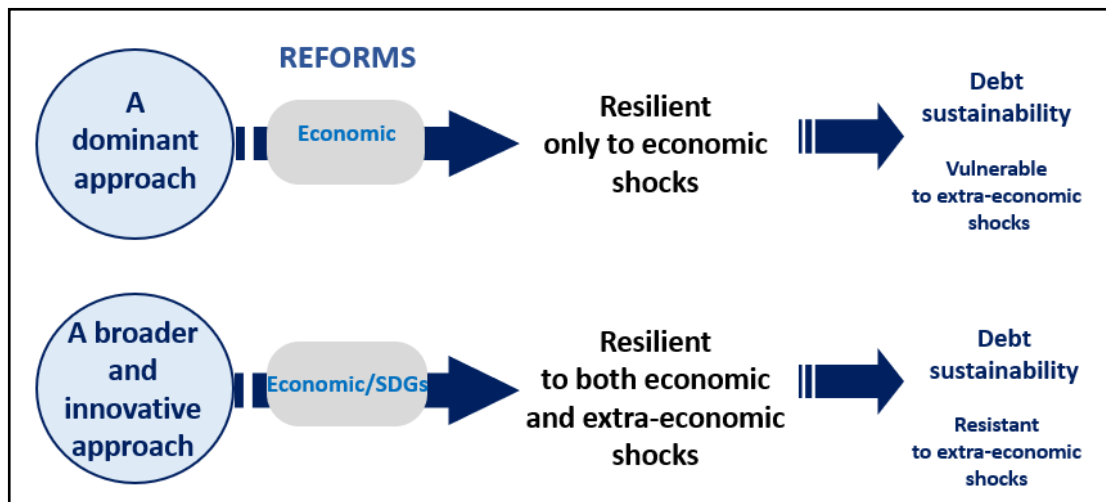 REFORMS
A
dominant
approach
Economic
Resilient
only to economic
shocks
Debt
sustainability
Vulnerable
to extra-economic
shocks
A broader
and
innovative
approach
Economic/SDGs
Resilient
to both economic
and extra-economic
shocks
Debt
sustainability
Resistant
to extra-economic
shocks